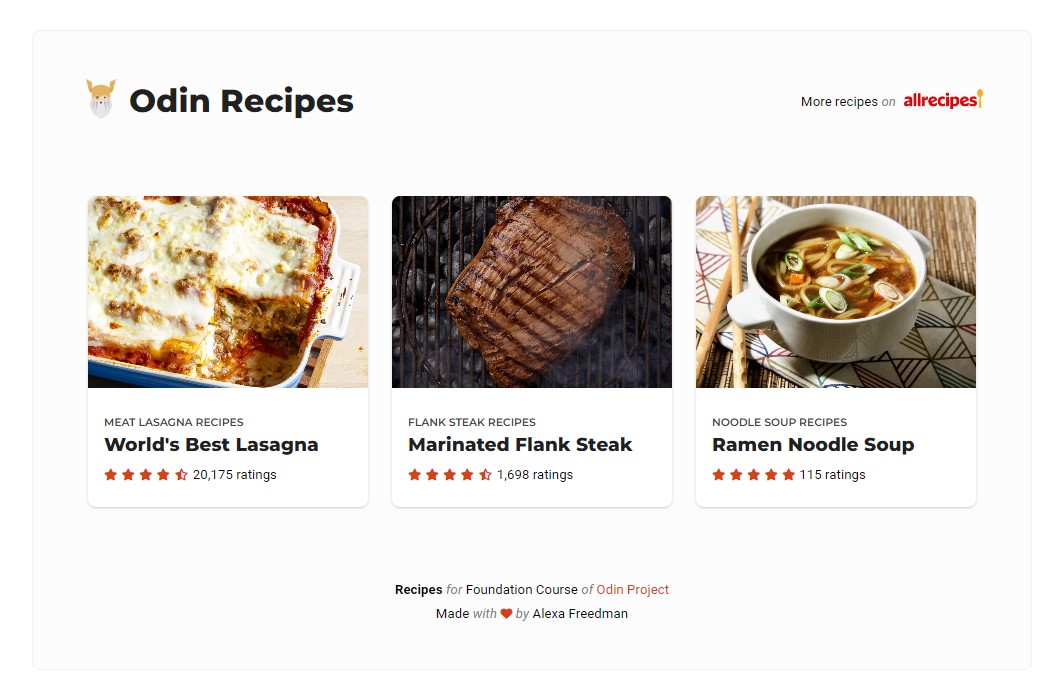 Odin Recipes
More recipes on allrecipes
MEAT LASAGNA RECIPES
World's Best Lasagna
20,175 ratings
FLANK STEAK RECIPES
Marinated Flank Steak
1,698 ratings
NOODLE SOUP RECIPES
Ramen Noodle Soup
115 ratings
Recipes for Foundation Course of Odin Project
Made with ❤ by Alexa Freedman